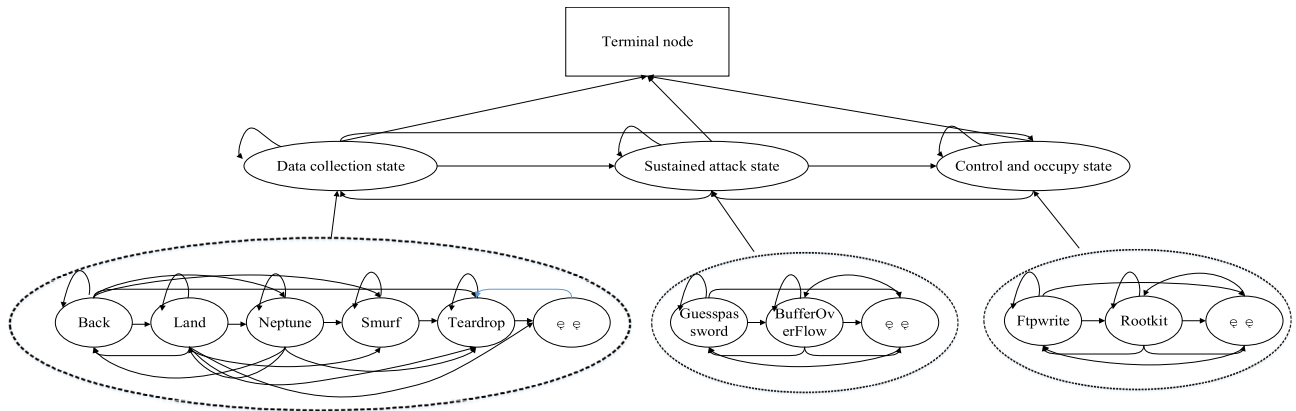 Terminal node
Data collection state
Sustained attack state
Control and occupy state
Back
Land
Neptune
Smurf
Teardrop
Guesspas
sword
BufferOv
erFlow
Ftpwrite
Rootkit